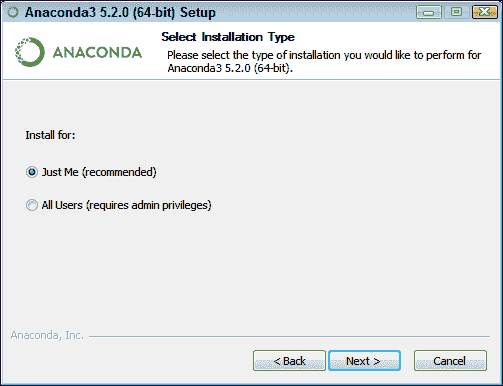 Anaconda3 5.2.0 (64-bit) Setup
ANACONDA
Select Installation Type
Please select the type of installation you would like to perform for
Anaconda3 5.2.0 (64-bit).
Install for:
Just Me (recommended)
All Users (requires admin privileges)
Anaconda, Inc.
< Back
Next >
Cancel